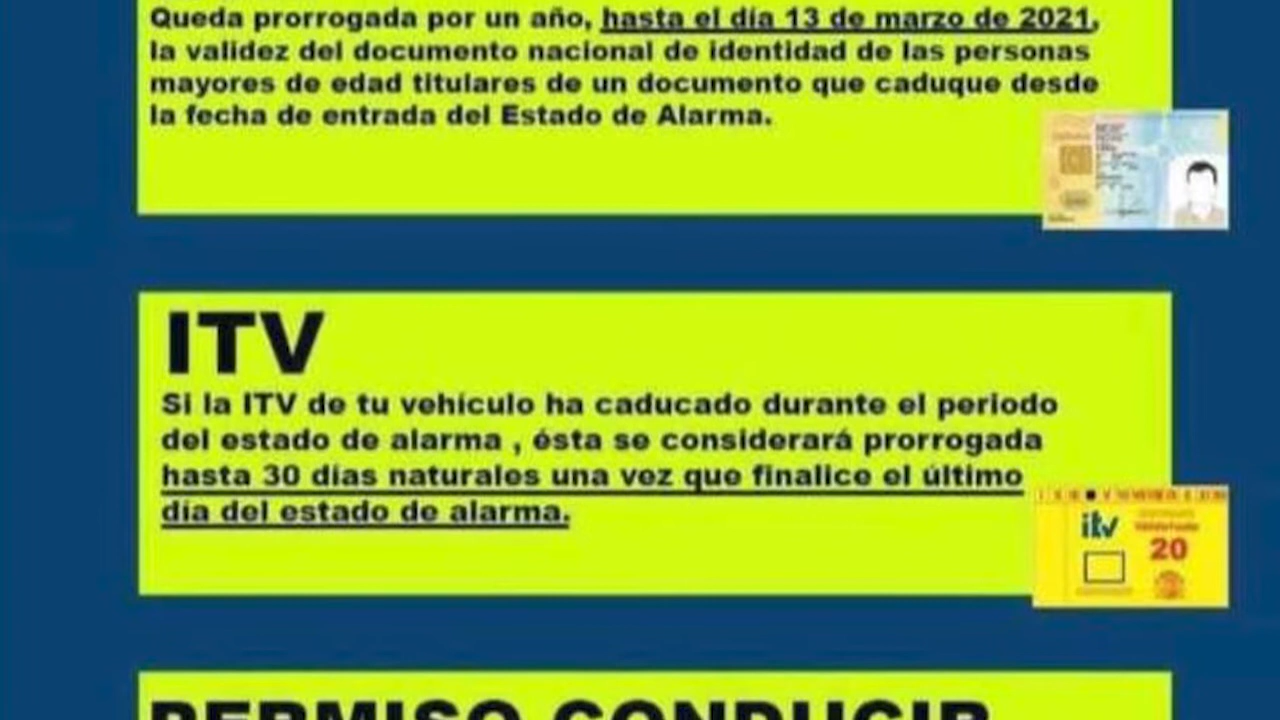 Queda prorrogada por un año, hasta el día 13 de marzo de 2021,
la validez del documento nacional de identidad de las personas
mayores de edad titulares de un documento que caduque desde
la fecha de entrada del Estado de Alarma.
ITV
Si la ITV de tu vehículo ha caducado durante el periodo
del estado de alarma , ésta se considerará prorrogada
hasta 30 días naturales una vez que finalice el último
día del estado de alarma.
itv
20
PERMISO CONDUCIR